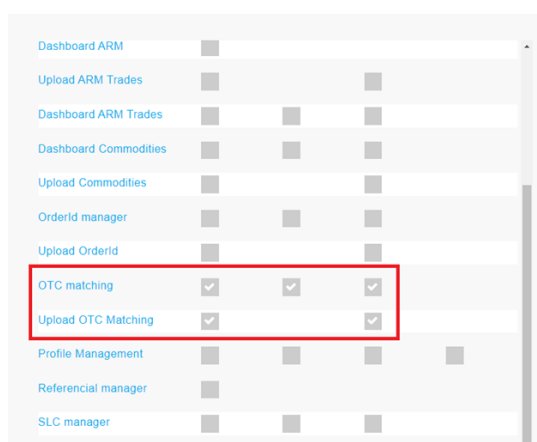 Dashboard ARM
Upload ARM Trades
Dashboard ARM Trades
Dashboard Commodities
Upload Commodities
OrderId manager
Upload OrderId
OTC matching
Upload OTC Matching
Profile Management
Referencial manager
SLC manager